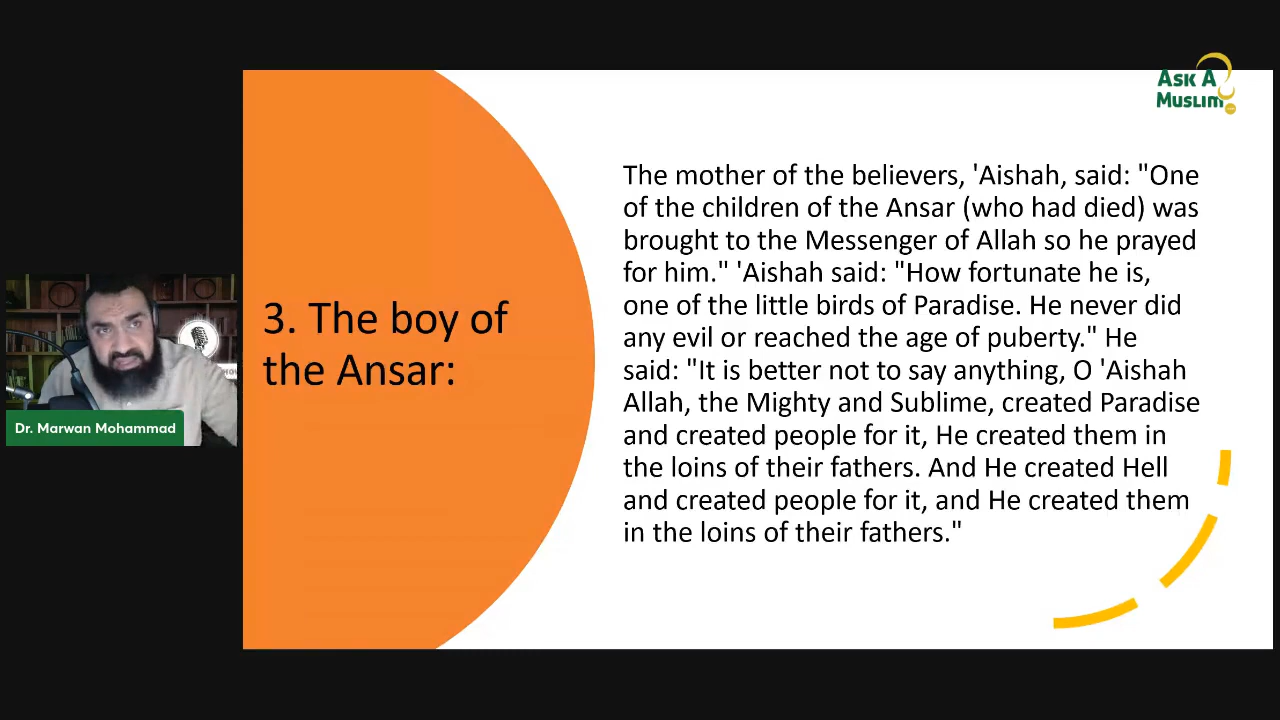 Ask A
Muslim
3. The boy of
the Ansar:
The mother of the believers, 'Aishah, said: "One
of the children of the Ansar (who had died) was
brought to the Messenger of Allah so he prayed
for him." 'Aishah said: "How fortunate he is,
one of the little birds of Paradise. He never did
any evil or reached the age of puberty." He
said: "It is better not to say anything, O 'Aishah
Allah, the Mighty and Sublime, created Paradise
and created people for it, He created them in
the loins of their fathers. And He created Hell
and created people for it, and He created them
in the loins of their fathers."
Dr. Marwan Mohammad